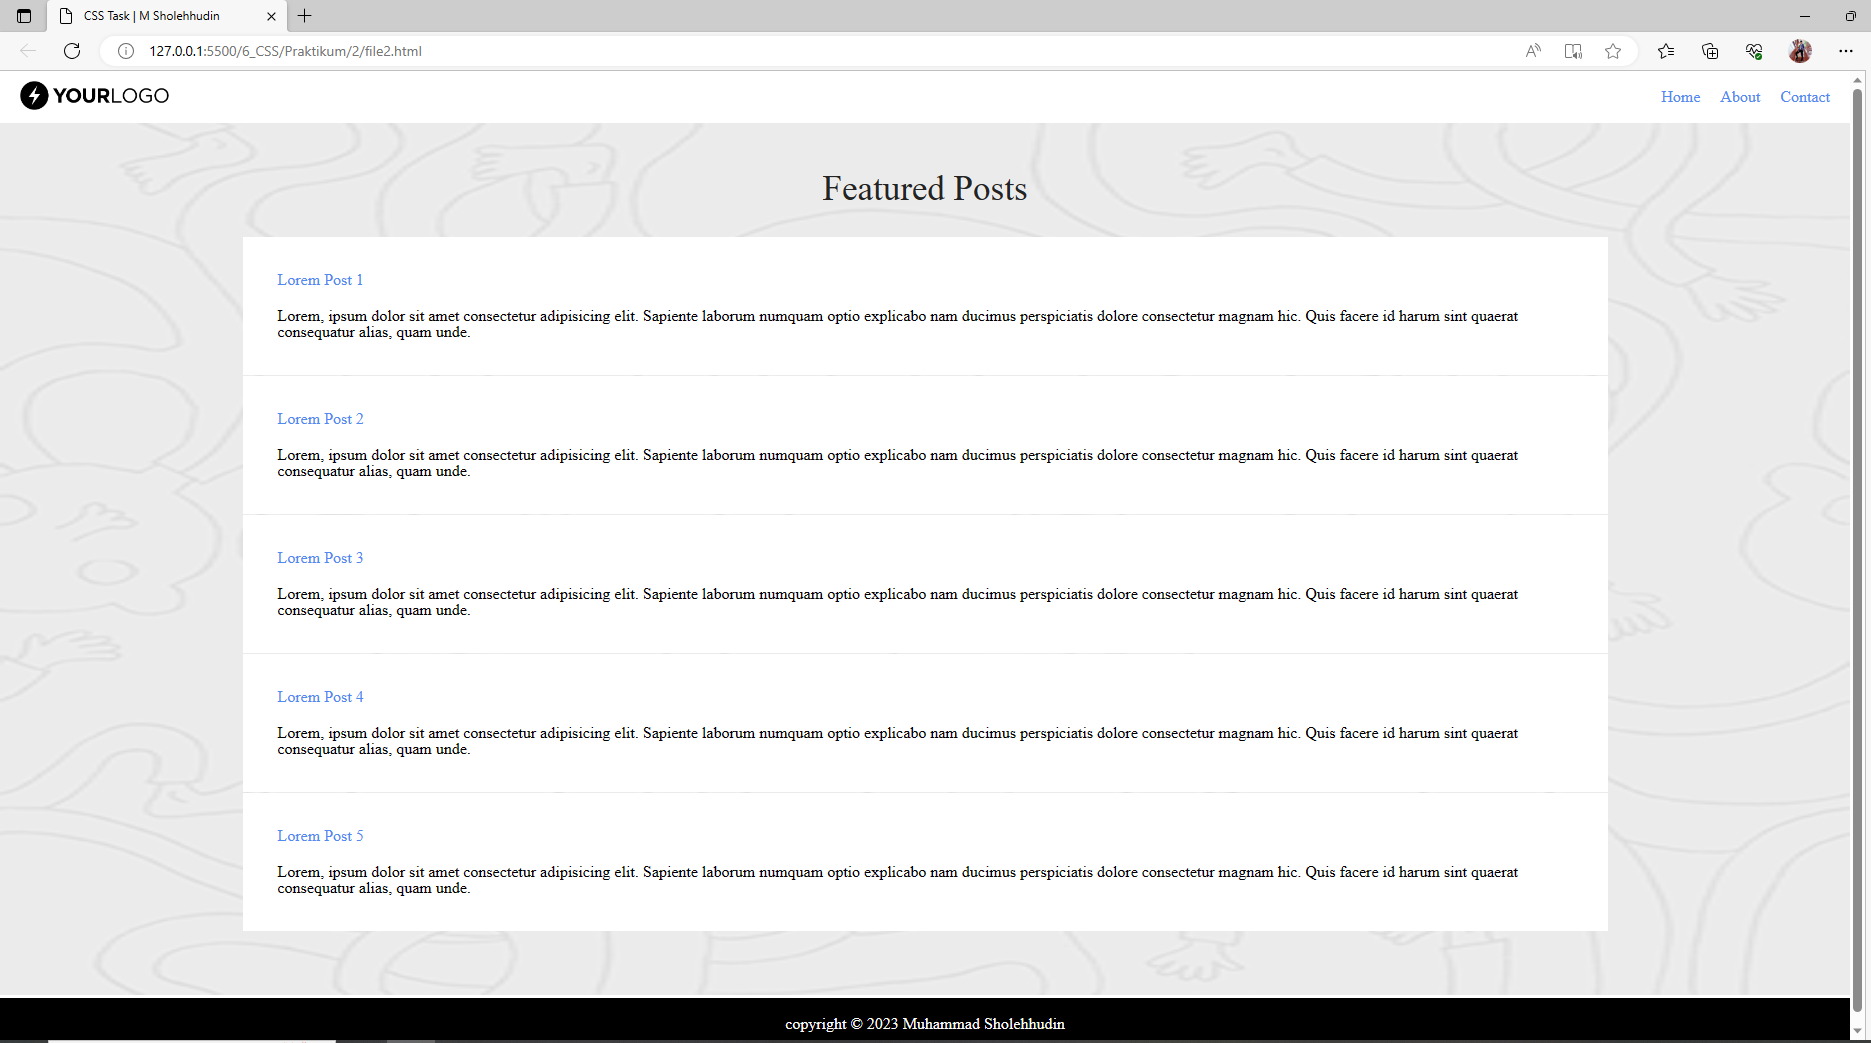 CSS Task | M Sholehhudin
127.0.0.1:5500/6_CSS/Praktikum/2/file2.html
YOURLOGO
Home About Contact
Featured Posts
Lorem Post 1
Lorem, ipsum dolor sit amet consectetur adipisicing elit. Sapiente laborum numquam optio explicabo nam ducimus perspiciatis dolore consectetur magnam hic. Quis facere id harum sint quaerat
consequatur alias, quam unde.
Lorem Post 2
Lorem, ipsum dolor sit amet consectetur adipisicing elit. Sapiente laborum numquam optio explicabo nam ducimus perspiciatis dolore consectetur magnam hic. Quis facere id harum sint quaerat
consequatur alias, quam unde.
Lorem Post 3
Lorem, ipsum dolor sit amet consectetur adipisicing elit. Sapiente laborum numquam optio explicabo nam ducimus perspiciatis dolore consectetur magnam hic. Quis facere id harum sint quaerat
consequatur alias, quam unde.
Lorem Post 4
Lorem, ipsum dolor sit amet consectetur adipisicing elit. Sapiente laborum numquam optio explicabo nam ducimus perspiciatis dolore consectetur magnam hic. Quis facere id harum sint quaerat
consequatur alias, quam unde.
Lorem Post 5
Lorem, ipsum dolor sit amet consectetur adipisicing elit. Sapiente laborum numquam optio explicabo nam ducimus perspiciatis dolore consectetur magnam hic. Quis facere id harum sint quaerat
consequatur alias, quam unde.
copyright © 2023 Muhammad Sholehhudin